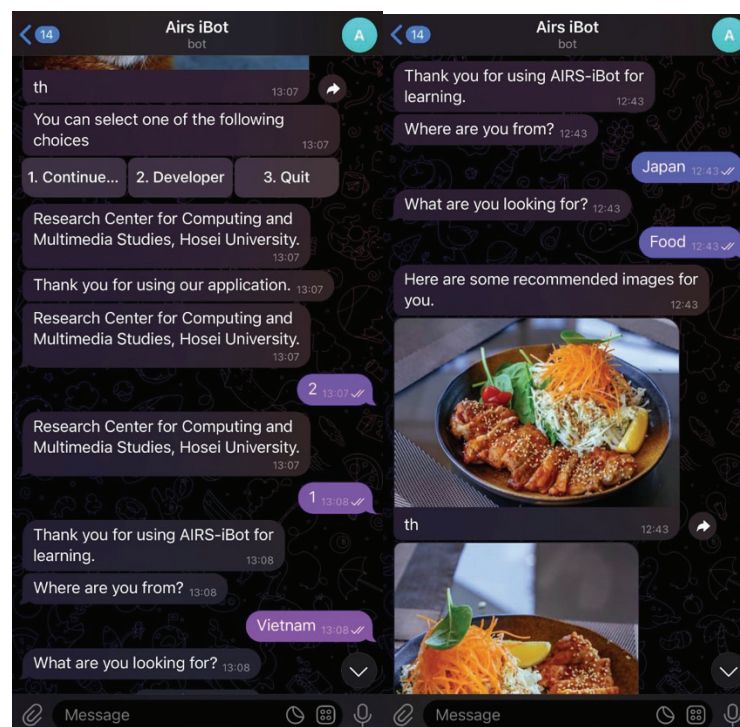 14
Airs iBot
bot
A
th
13:07
You can select one of the following
choices
13:07
1. Continue...
2. Developer
3. Quit
Research Center for Computing and
Multimedia Studies, Hosei University.
13:07
Thank you for using our application. 13:07
Research Center for Computing and
Multimedia Studies, Hosei University.
13:07
2 13:07
Research Center for Computing and
Multimedia Studies, Hosei University.
13:07
1 13:08
Thank you for using AIRS-iBot for
learning.
13:08
Where are you from? 13:08
Vietnam 13:08
What are you looking for? 13:08
Message
14
Airs iBot
bot
A
Thank you for using AIRS-iBot for
learning.
12:43
Where are you from? 12:43
Japan 12:43
What are you looking for? 12:43
Food 12:43
Here are some recommended images for
you.
12:43
th
12:43
Message